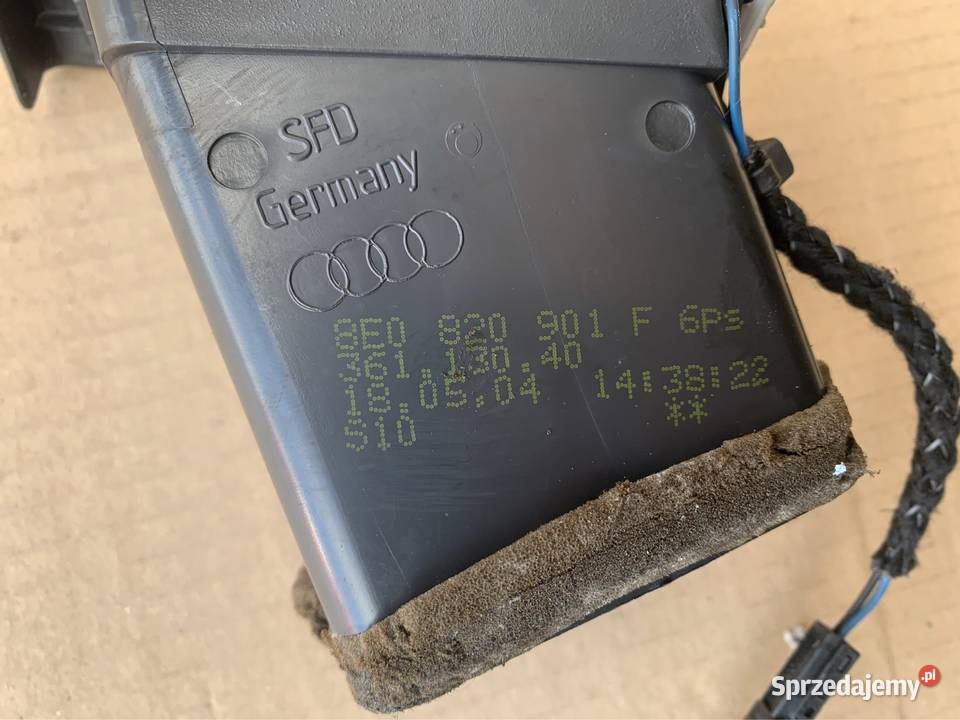 SFD
Germany
8E0 820 901 F 6Ps
361.130.40
18.05.04 14:38:22
S10 **
Sprzedajemy.pl